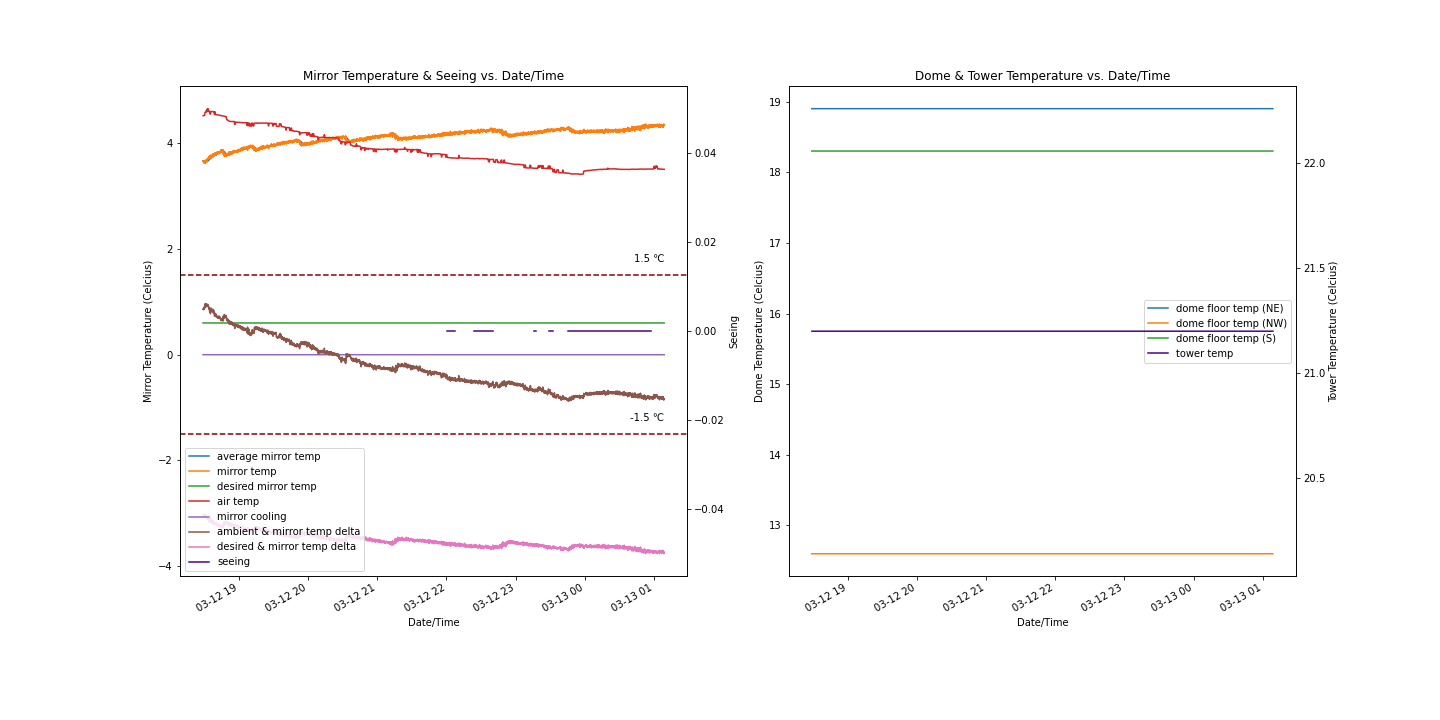 Mirror Temperature & Seeing vs. Date/Time
Mirror Temperature (Celcius)
4
2
0
−2
−4
0.04
0.02
0.00
−0.02
−0.04
Seeing
1.5 °C
-1.5 °C
average mirror temp
mirror temp
desired mirror temp
air temp
mirror cooling
ambient & mirror temp delta
desired & mirror temp delta
seeing
03-12 19
03-12 20
03-12 21
03-12 22
03-12 23
03-13 00
03-13 01
Date/Time
Dome & Tower Temperature vs. Date/Time
Dome Temperature (Celcius)
19
18
17
16
15
14
13
22.0
21.5
21.0
20.5
Tower Temperature (Celcius)
dome floor temp (NE)
dome floor temp (NW)
dome floor temp (S)
tower temp
03-12 19
03-12 20
03-12 21
03-12 22
03-12 23
03-13 00
03-13 01
Date/Time